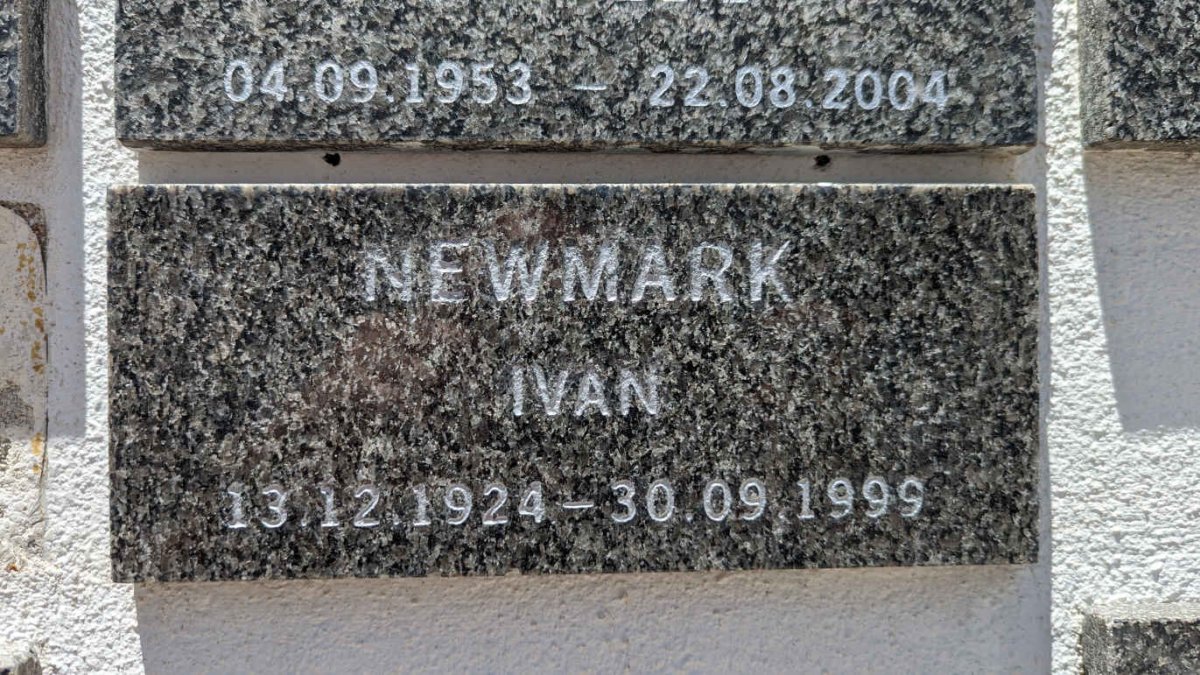 04.09.1953 – 22.08.2004
NEWMARK
IVAN
13.12.1924 – 30.09.1999